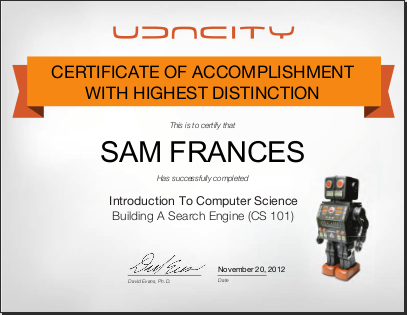 UDACITY
CERTIFICATE OF ACCOMPLISHMENT
WITH HIGHEST DISTINCTION
This is to certify that
SAM FRANCES
Has successfully completed
Introduction To Computer Science
Building A Search Engine (CS 101)
November 20, 2012
David Evans, Ph.D.
Date